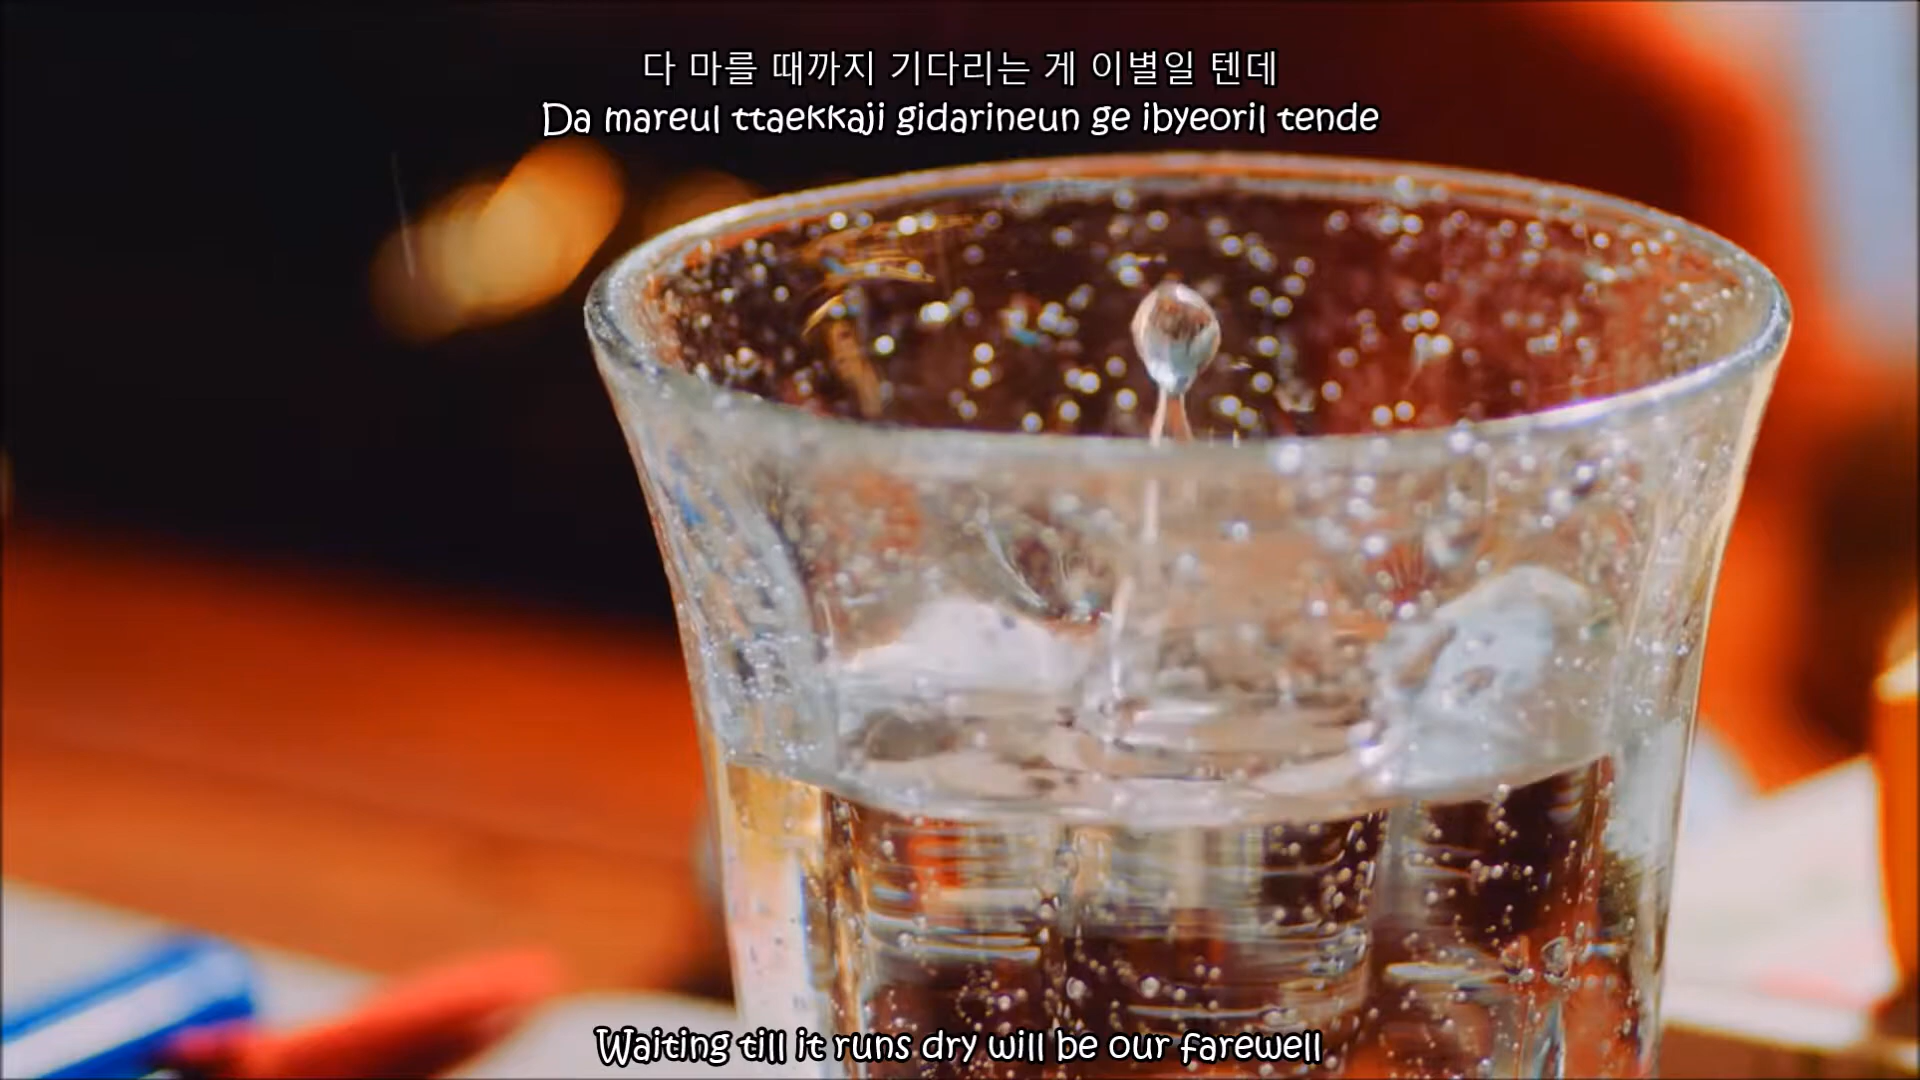 다 마를 때까지 기다리는 게 이별일 텐데
Da mareul ttaekkaji gidarineun ge ibyeoril tende
Waiting till it runs dry will be our farewell